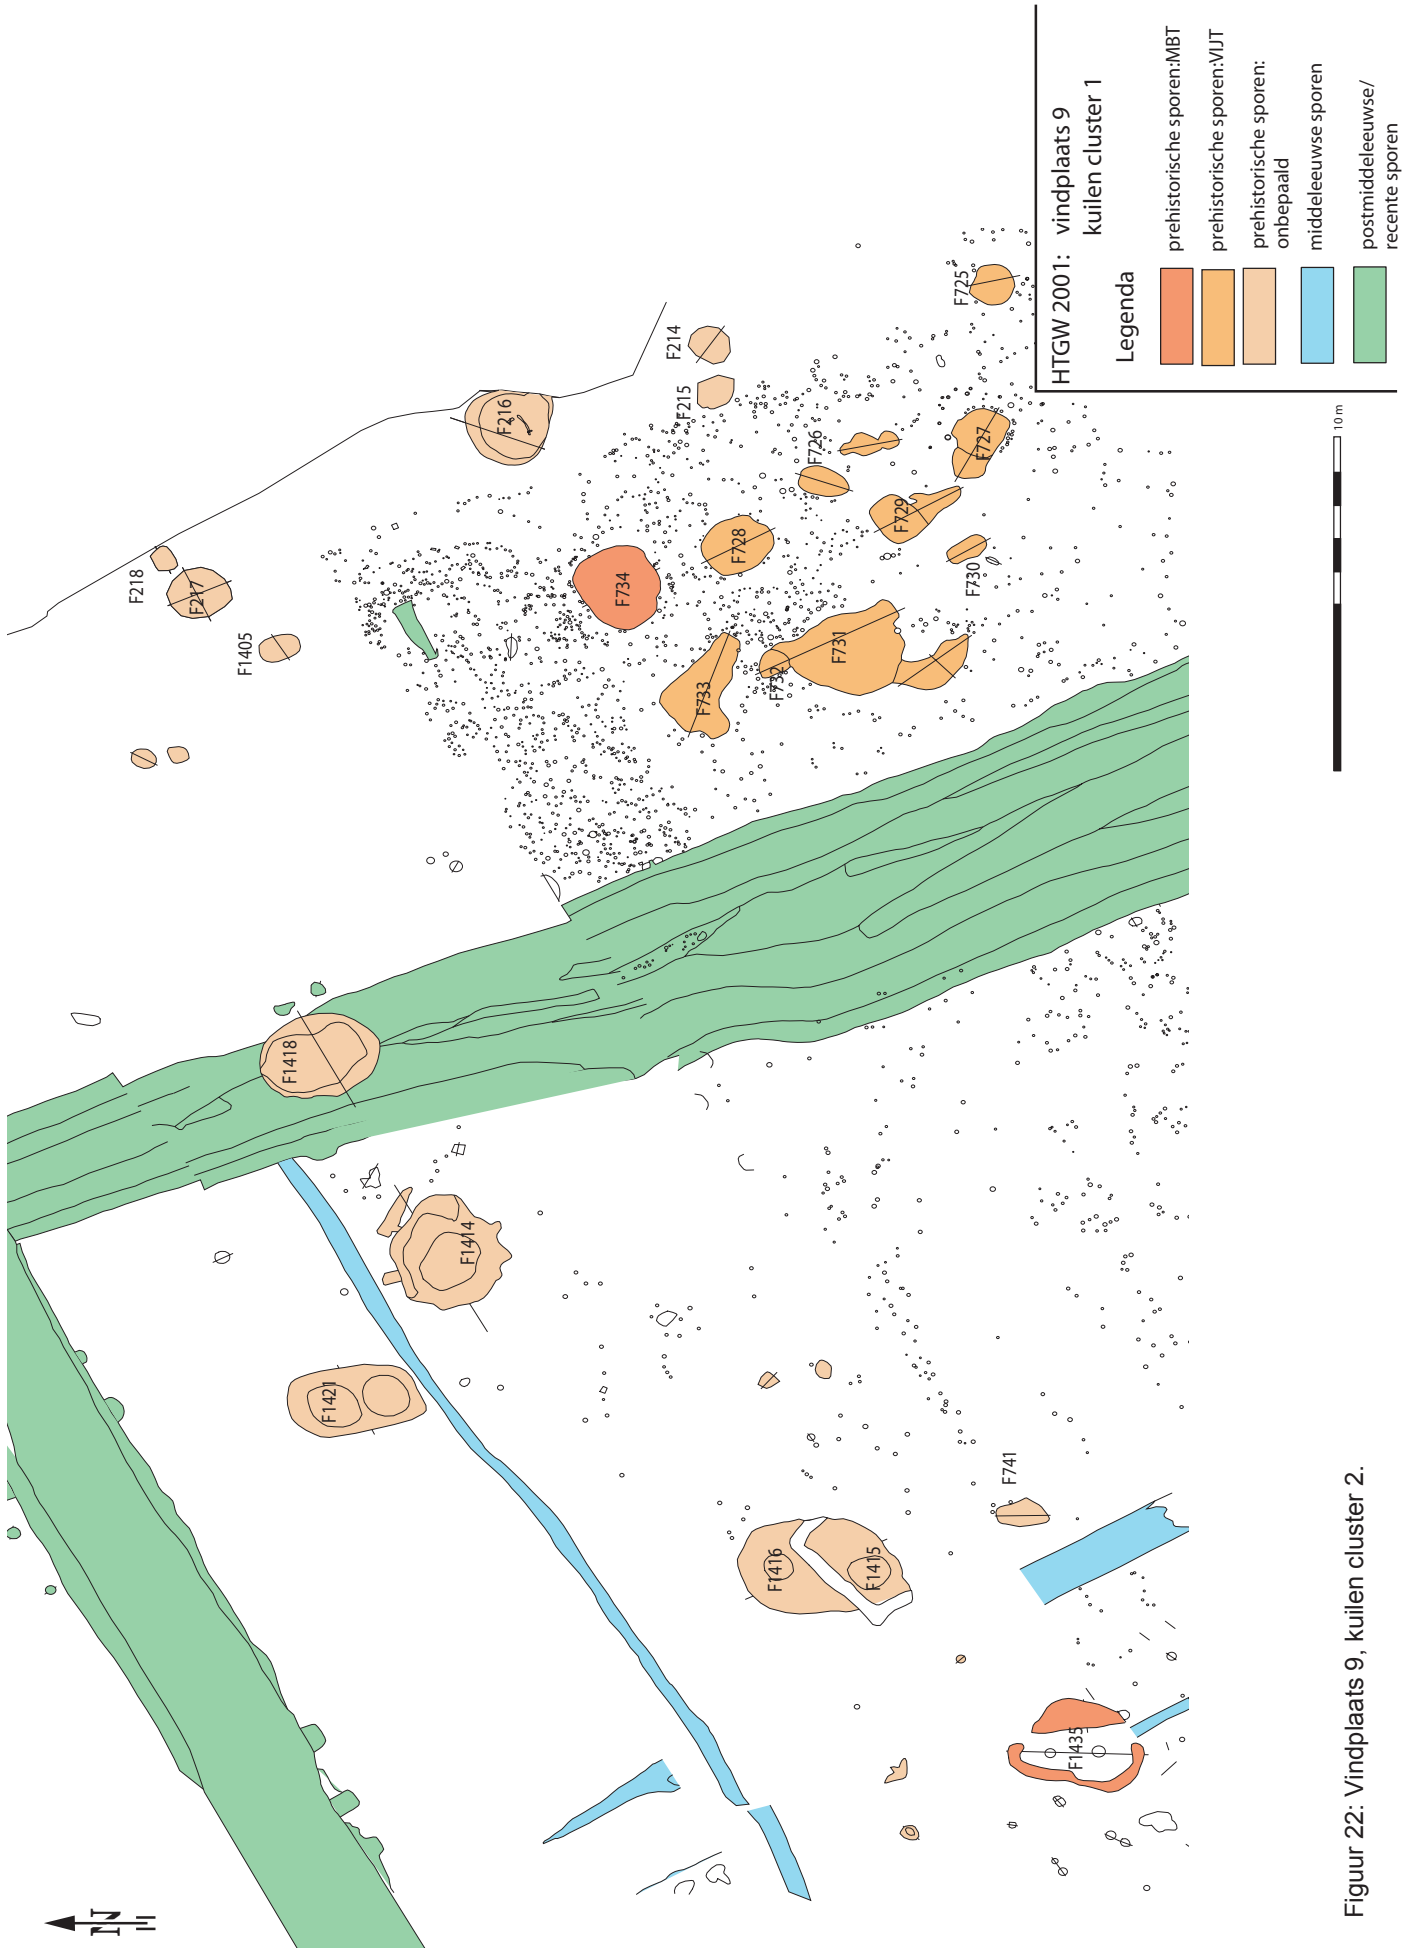 HTGW 2001: vindplaats 9
kuilen cluster 1
Legenda
prehistorische sporen:MBT
prehistorische sporen:VIJT
prehistorische sporen:
onbepaald
middeleeuwse sporen
postmiddeleeuwse/
recente sporen
10 m
N
F218
F217
F1405
F216
F214
F215
F725
F726
F727
F728
F729
F730
F731
F732
F733
F734
F1418
F1414
F1421
F1416
F1415
F741
F1435
Figuur 22: Vindplaats 9, kuilen cluster 2.